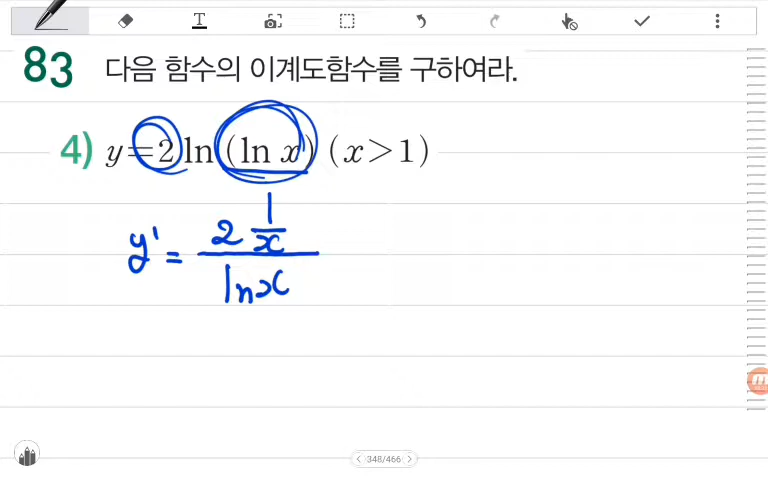 T
83 다음 함수의 이계도함수를 구하여라.
4) y=2ln(ln x) (x>1)
y' = (2 1/x)/(ln x)
348/466